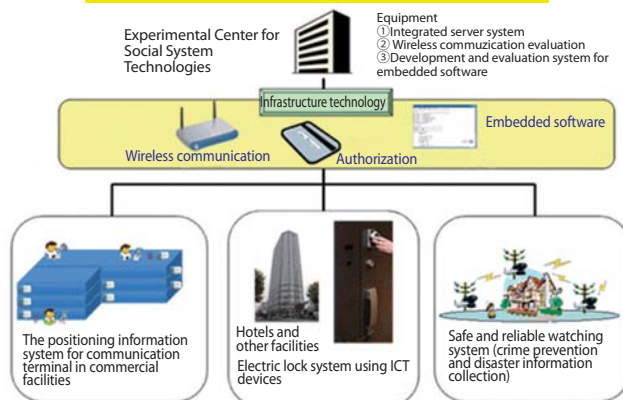 Experimental Center for
Social System
Technologies
Equipment
①Integrated server system
② Wireless commuzication evaluation
③Development and evaluation system for
embedded software
Infrastructure technology
Wireless communication
Authorization
Embedded software
The positioning information
system for communication
terminal in commercial
facilities
Hotels and
other facilities
Electric lock system using ICT
devices
Safe and reliable watching
system (crime prevention
and disaster information
collection)